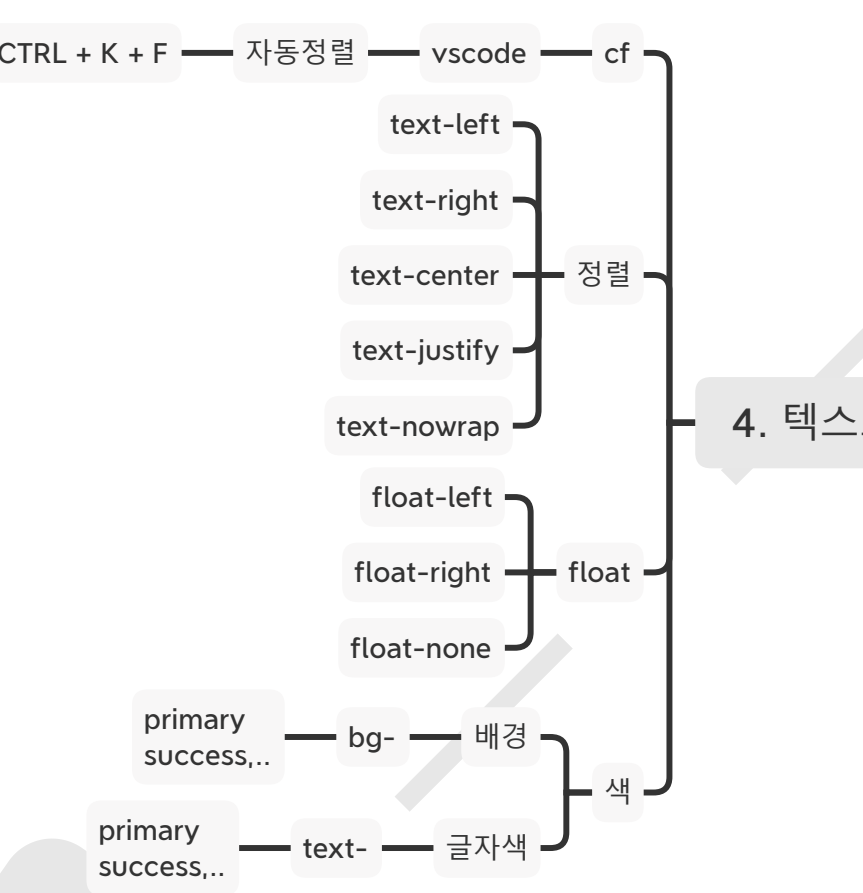 CTRL + K + F
자동정렬
vscode
cf
text-left
text-right
text-center
text-justify
text-nowrap
정렬
4. 텍스
float-left
float-right
float-none
float
primary
success,..
bg-
배경
색
primary
success,..
text-
글자색